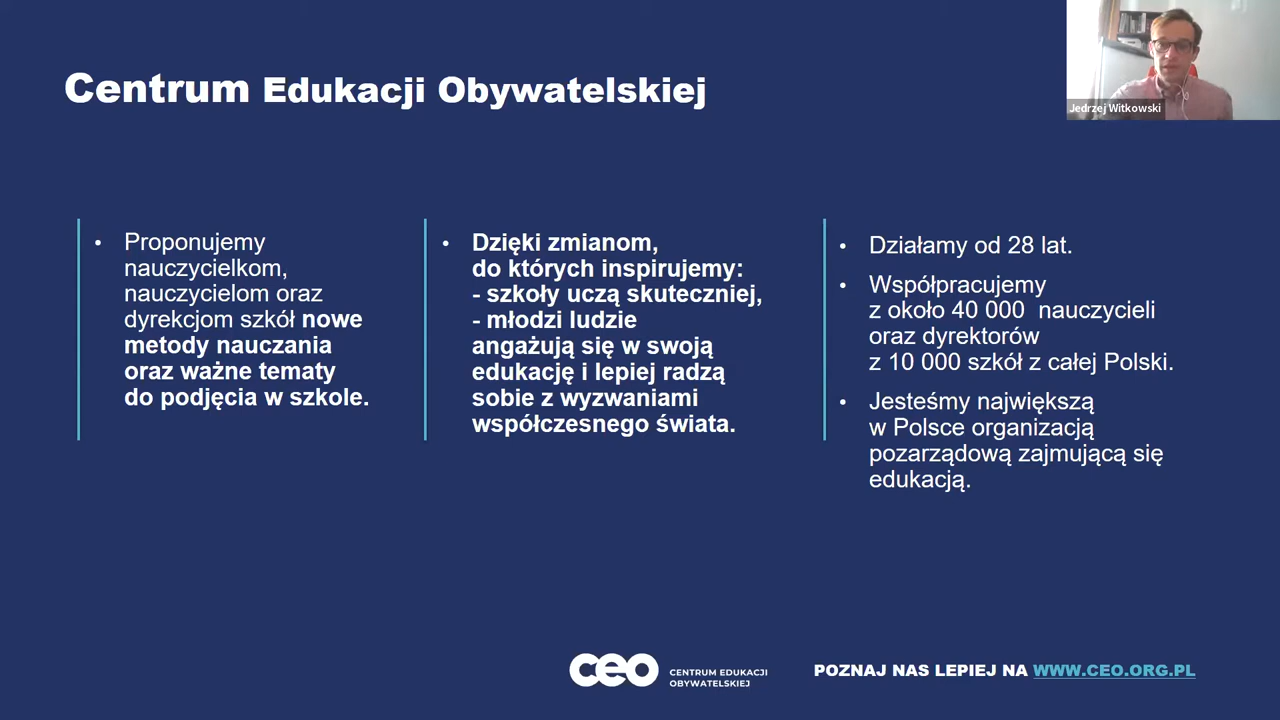 Centrum Edukacji Obywatelskiej
Jedrzej Witkowski
• Proponujemy
nauczycielkom,
nauczycielom oraz
dyrekcjom szkół nowe
metody nauczania
oraz ważne tematy
do podjęcia w szkole.
• Dzięki zmianom,
do których inspirujemy:
- szkoły uczą skuteczniej,
- młodzi ludzie
angażują się w swoją
edukację i lepiej radzą
sobie z wyzwaniami
współczesnego świata.
• Działamy od 28 lat.
• Współpracujemy
z około 40 000 nauczycieli
oraz dyrektorów
z 10 000 szkół z całej Polski.
• Jesteśmy największą
w Polsce organizacją
pozarządową zajmującą się
edukacją.
ceo
CENTRUM EDUKACJI
OBYWATELSKIEJ
POZNAJ NAS LEPIEJ NA WWW.CEO.ORG.PL